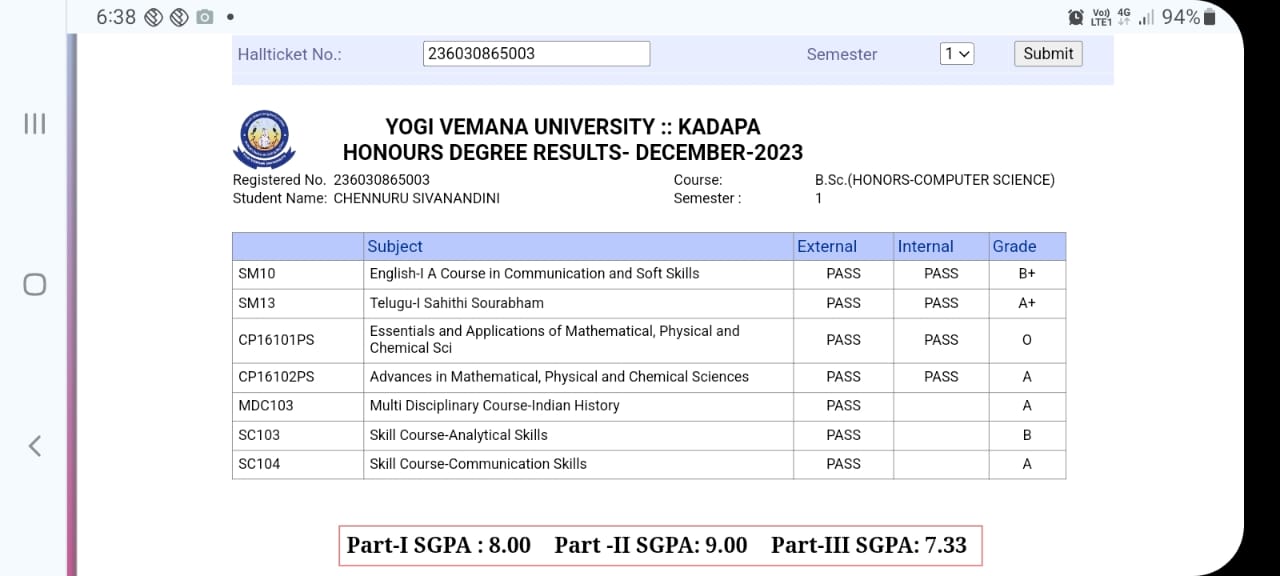 6:38
Vo) 4G
LTE1
94%
Hallticket No.: 236030865003 Semester 1 Submit
YOGI VEMANA UNIVERSITY :: KADAPA
HONOURS DEGREE RESULTS- DECEMBER-2023
Registered No. 236030865003 Course: B.Sc.(HONORS-COMPUTER SCIENCE)
Student Name: CHENNURU SIVANANDINI Semester : 1
Subject External Internal Grade
SM10 English-I A Course in Communication and Soft Skills PASS PASS B+
SM13 Telugu-I Sahithi Sourabham PASS PASS A+
CP16101PS Essentials and Applications of Mathematical, Physical and
Chemical Sci PASS PASS O
CP16102PS Advances in Mathematical, Physical and Chemical Sciences PASS PASS A
MDC103 Multi Disciplinary Course-Indian History PASS A
SC103 Skill Course-Analytical Skills PASS B
SC104 Skill Course-Communication Skills PASS A
Part-I SGPA : 8.00 Part -II SGPA: 9.00 Part-III SGPA: 7.33